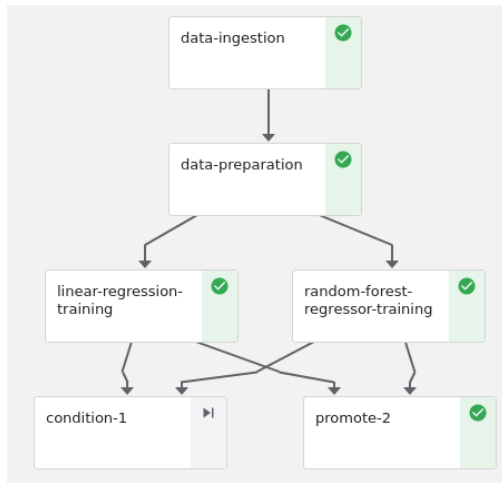 data-ingestion
data-preparation
linear-regression-
training
random-forest-
regressor-training
condition-1
promote-2